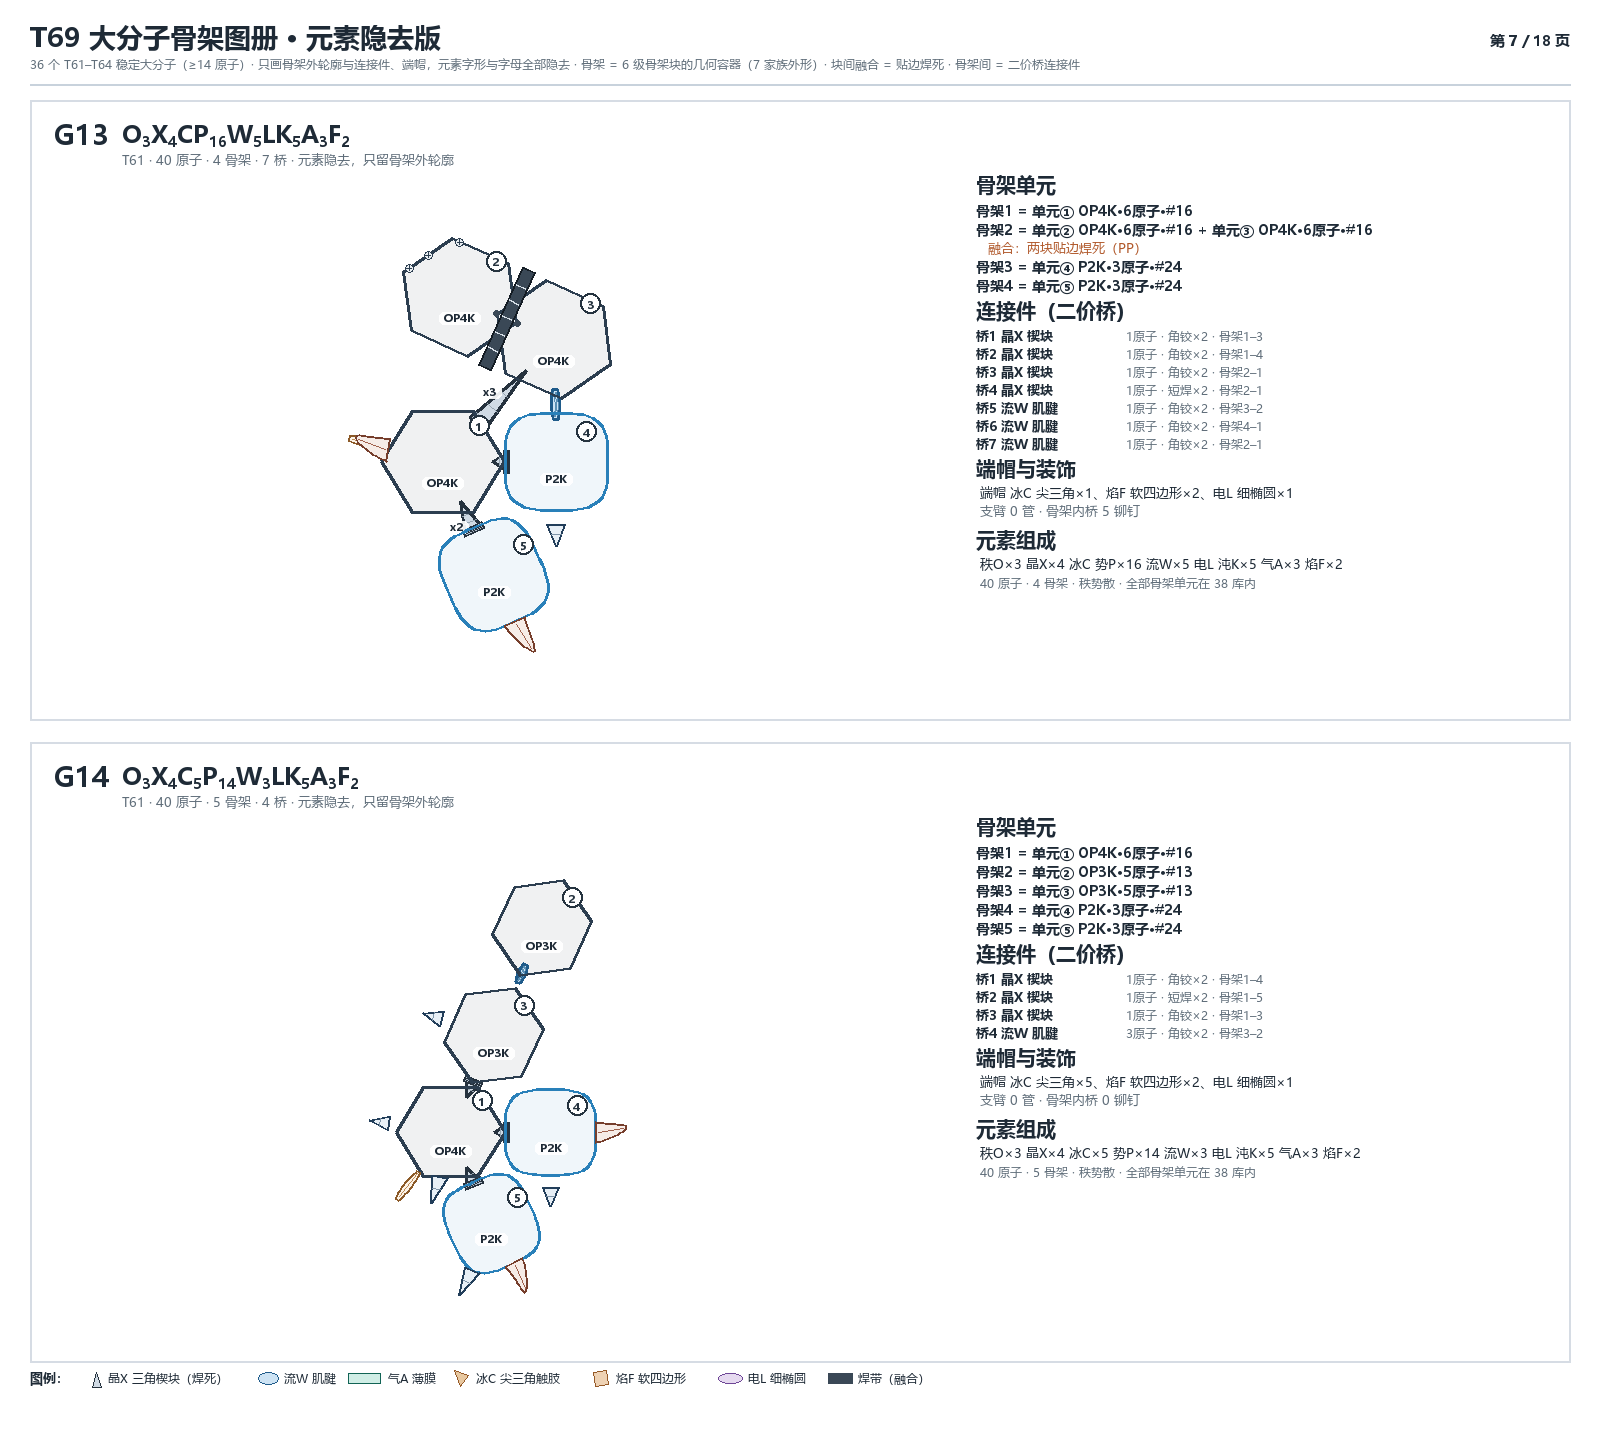 T69 大分子骨架图册 • 元素隐去版
第 7 / 18 页
36 个 T61–T64 稳定大分子（≥14 原子）· 只画骨架外轮廓与连接件、端帽，元素字形与字母全部隐去 · 骨架 = 6 级骨架块的几何容器（7 家族外形）· 块间融合 = 贴边焊死 · 骨架间 = 二价桥连接件
G13 O₃X₄CP₁₆W₅LK₅A₃F₂
T61 · 40 原子 · 4 骨架 · 7 桥 · 元素隐去，只留骨架外轮廓
2
OP4K
3
OP4K
x3
1
OP4K
4
P2K
x2
5
P2K
骨架单元
骨架1 = 单元① OP4K•6原子•#16
骨架2 = 单元② OP4K•6原子•#16 + 单元③ OP4K•6原子•#16
融合：两块贴边焊死（PP）
骨架3 = 单元④ P2K•3原子•#24
骨架4 = 单元⑤ P2K•3原子•#24
连接件（二价桥）
桥1 晶X 楔块 1原子 · 角铰×2 · 骨架1–3
桥2 晶X 楔块 1原子 · 角铰×2 · 骨架1–4
桥3 晶X 楔块 1原子 · 角铰×2 · 骨架2–1
桥4 晶X 楔块 1原子 · 短焊×2 · 骨架2–1
桥5 流W 肌腱 1原子 · 角铰×2 · 骨架3–2
桥6 流W 肌腱 1原子 · 角铰×2 · 骨架4–1
桥7 流W 肌腱 1原子 · 角铰×2 · 骨架2–1
端帽与装饰
端帽 冰C 尖三角×1、焰F 软四边形×2、电L 细椭圆×1
支臂 0 管 · 骨架内桥 5 铆钉
元素组成
秩O×3 晶X×4 冰C 势P×16 流W×5 电L 沌K×5 气A×3 焰F×2
40 原子 · 4 骨架 · 秩势散 · 全部骨架单元在 38 库内
G14 O₃X₄C₅P₁₄W₃LK₅A₃F₂
T61 · 40 原子 · 5 骨架 · 4 桥 · 元素隐去，只留骨架外轮廓
2
OP3K
3
OP3K
1
OP4K
4
P2K
5
P2K
骨架单元
骨架1 = 单元① OP4K•6原子•#16
骨架2 = 单元② OP3K•5原子•#13
骨架3 = 单元③ OP3K•5原子•#13
骨架4 = 单元④ P2K•3原子•#24
骨架5 = 单元⑤ P2K•3原子•#24
连接件（二价桥）
桥1 晶X 楔块 1原子 · 角铰×2 · 骨架1–4
桥2 晶X 楔块 1原子 · 短焊×2 · 骨架1–5
桥3 晶X 楔块 1原子 · 角铰×2 · 骨架1–3
桥4 流W 肌腱 3原子 · 角铰×2 · 骨架3–2
端帽与装饰
端帽 冰C 尖三角×5、焰F 软四边形×2、电L 细椭圆×1
支臂 0 管 · 骨架内桥 0 铆钉
元素组成
秩O×3 晶X×4 冰C×5 势P×14 流W×3 电L 沌K×5 气A×3 焰F×2
40 原子 · 5 骨架 · 秩势散 · 全部骨架单元在 38 库内
图例： 晶X 三角楔块（焊死） 流W 肌腱 气A 薄膜 冰C 尖三角触肢 焰F 软四边形 电L 细椭圆 焊带（融合）